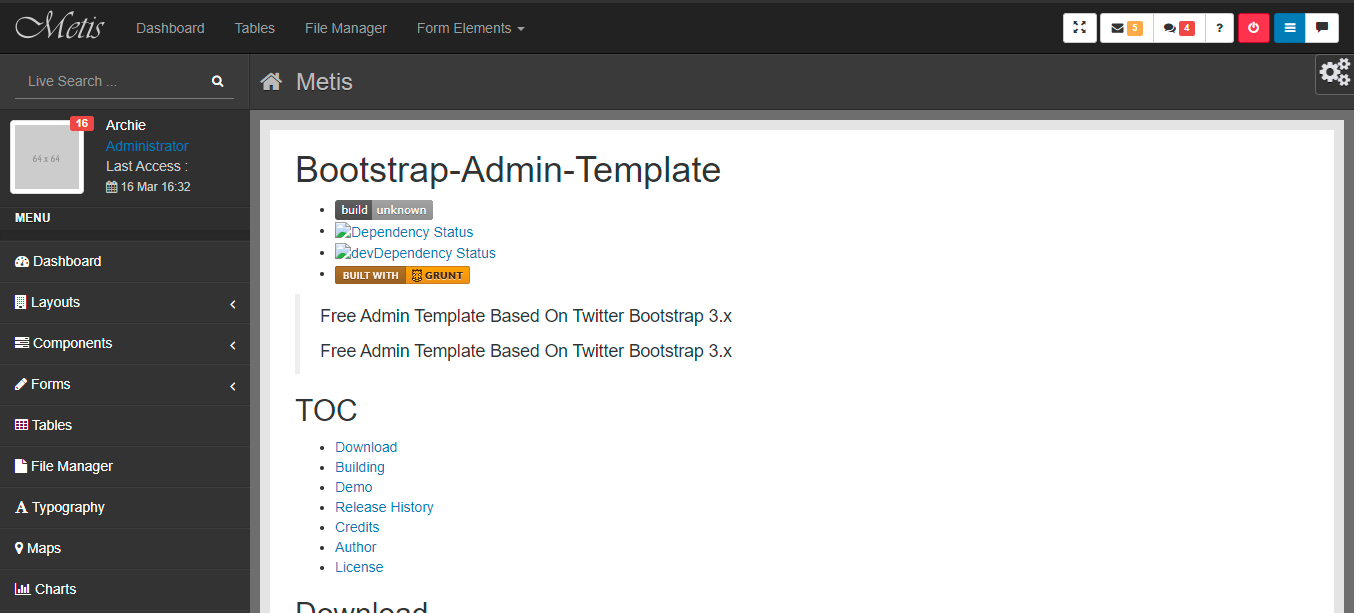 Metis Dashboard Tables File Manager Form Elements 5 4 ?
Live Search ...
Metis
16
64 x 64
Archie
Administrator
Last Access :
16 Mar 16:32
MENU
Dashboard
Layouts
Components
Forms
Tables
File Manager
Typography
Maps
Charts
Bootstrap-Admin-Template
build unknown
Dependency Status
devDependency Status
BUILT WITH GRUNT
Free Admin Template Based On Twitter Bootstrap 3.x
Free Admin Template Based On Twitter Bootstrap 3.x
TOC
Download
Building
Demo
Release History
Credits
Author
License
Download